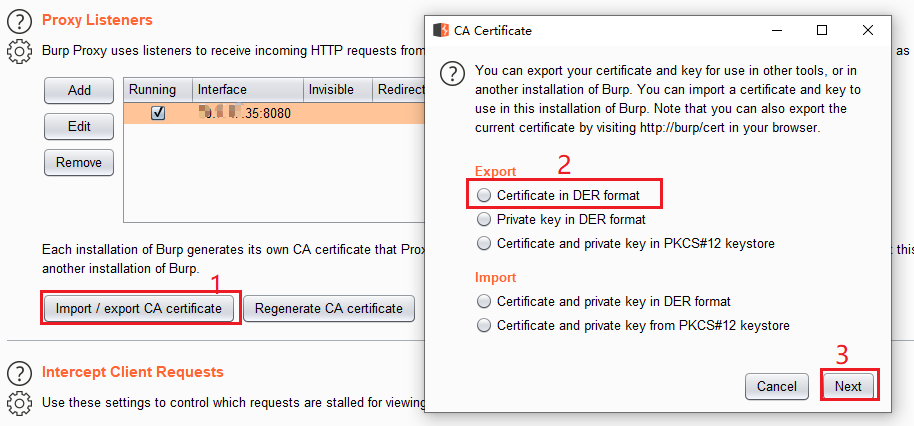 Proxy Listeners
Burp Proxy uses listeners to receive incoming HTTP requests from
as
Add
Edit
Remove
Running Interface Invisible Redirect
.35:8080
Each installation of Burp generates its own CA certificate that Prox
t this
another installation of Burp.
1
Import / export CA certificate
Regenerate CA certificate
Intercept Client Requests
Use these settings to control which requests are stalled for viewing
CA Certificate
You can export your certificate and key for use in other tools, or in
another installation of Burp. You can import a certificate and key to
use in this installation of Burp. Note that you can also export the
current certificate by visiting http://burp/cert in your browser.
2
Export
Certificate in DER format
Private key in DER format
Certificate and private key in PKCS#12 keystore
Import
Certificate and private key in DER format
Certificate and private key from PKCS#12 keystore
3
Cancel
Next